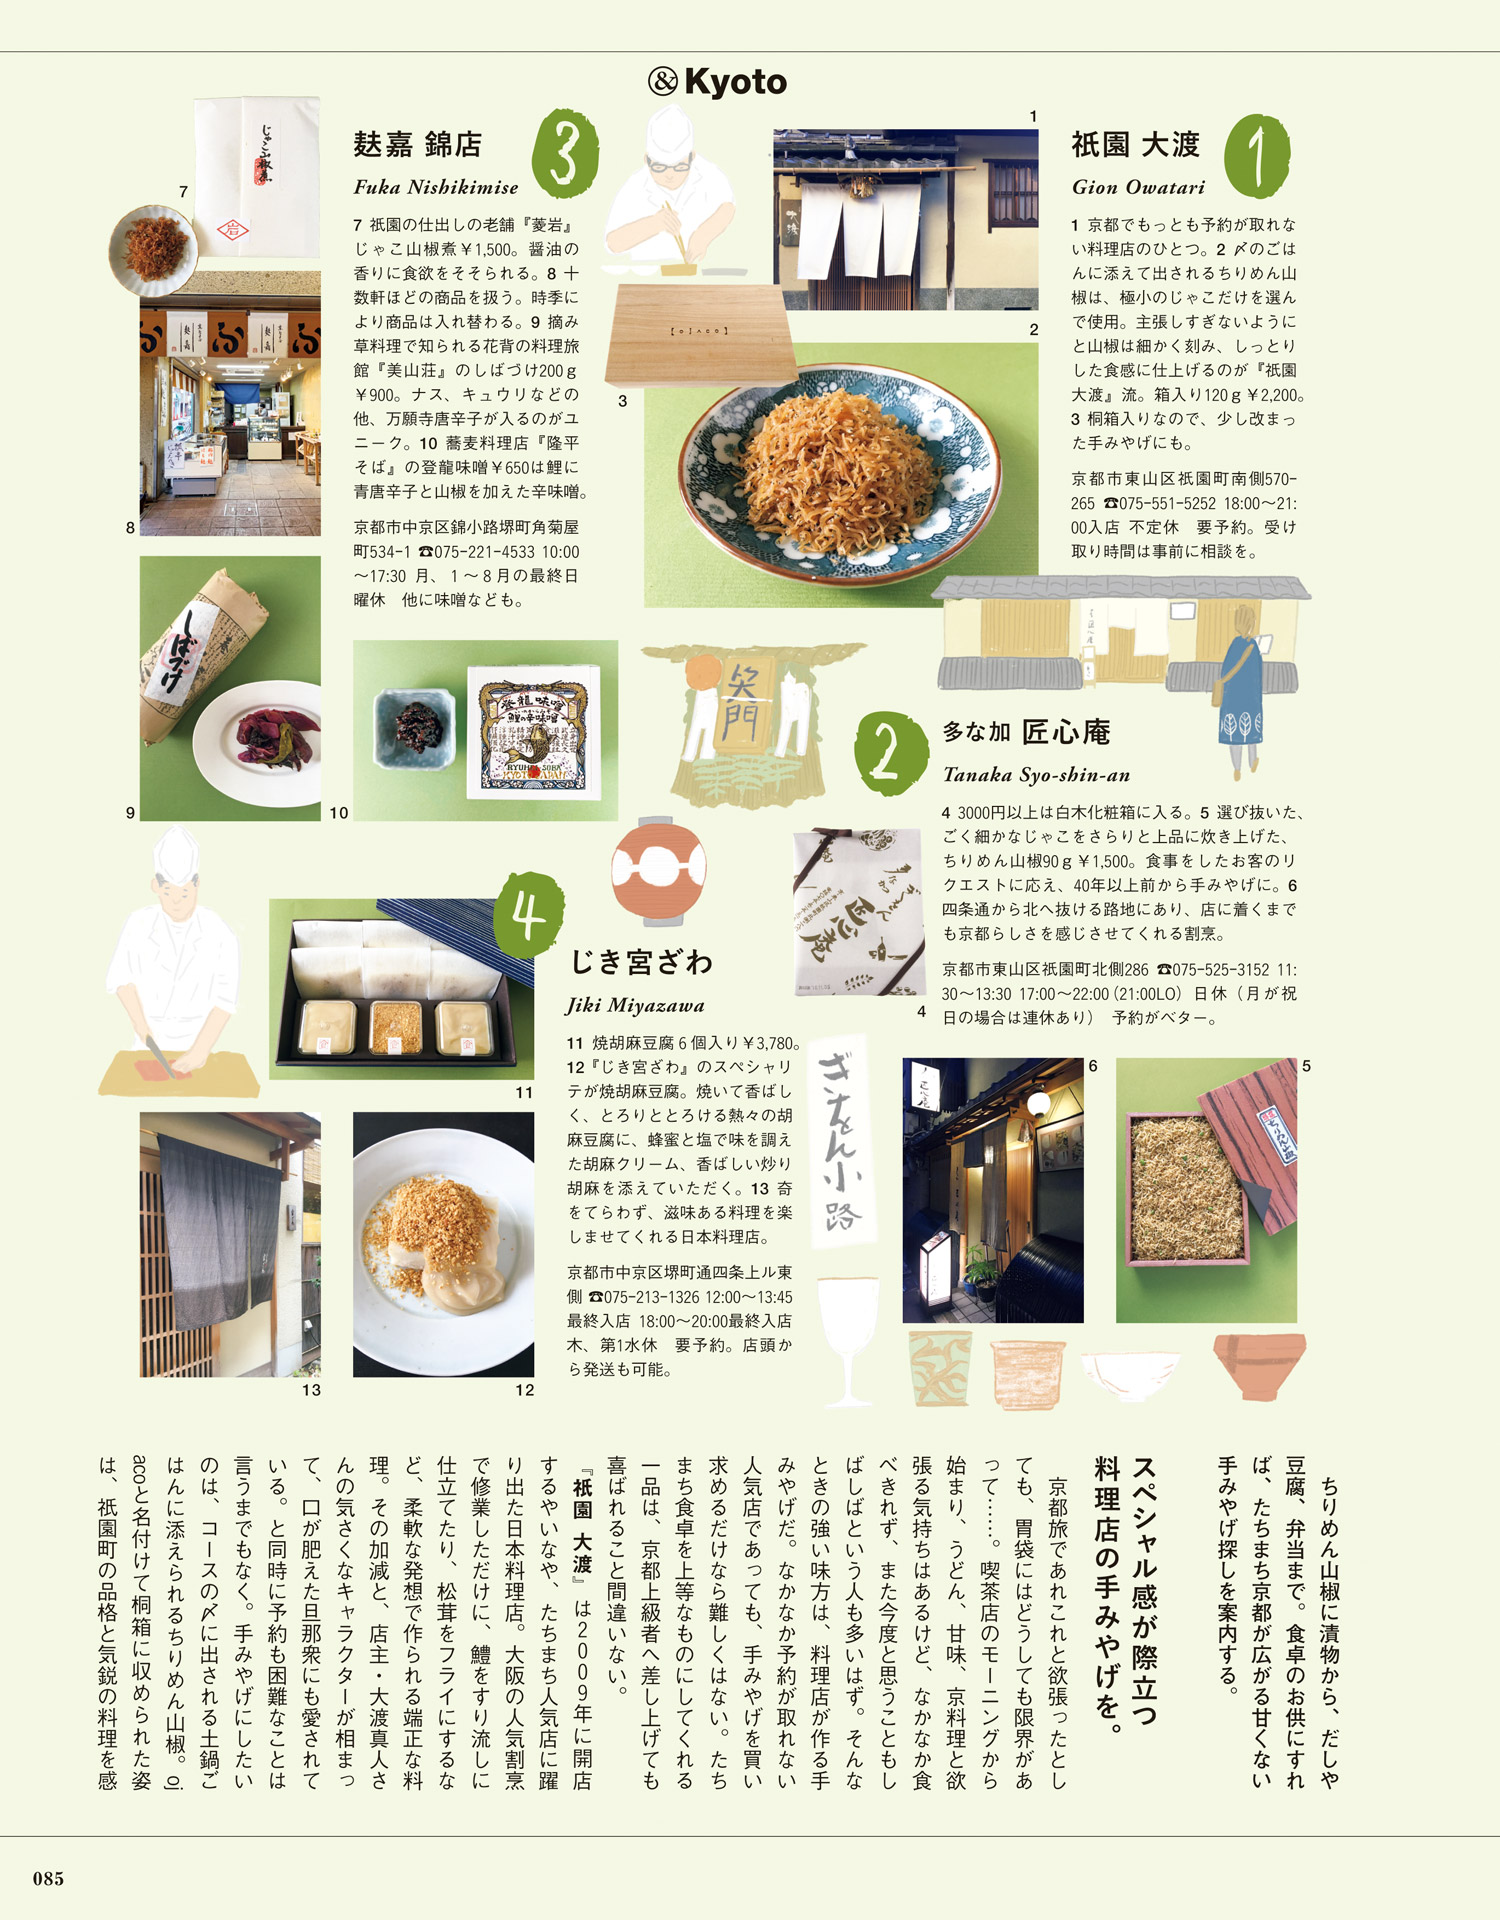 &Kyoto
1
祇園 大渡
Gion Owatari
1 京都でもっとも予約が取れな
い料理店のひとつ。2 〆のごは
んに添えて出されるちりめん山
椒は、極小のじゃこだけを選ん
で使用。主張しすぎないように
と山椒は細かく刻み、しっとり
した食感に仕上げるのが『祇園
大渡』流。箱入り120g¥2,200。
3 桐箱入りなので、少し改まっ
た手みやげにも。
京都市東山区祇園町南側570-
265 ☎075-551-5252 18:00〜21:
00入店 不定休　要予約。受け
取り時間は事前に相談を。
1
2
3
2
多な加 匠心庵
Tanaka Syo-shin-an
4 3000円以上は白木化粧箱に入る。5 選び抜いた、
ごく細かなじゃこをさらりと上品に炊き上げた、
ちりめん山椒90g¥1,500。食事をしたお客のリ
クエストに応え、40年以上前から手みやげに。6
四条通から北へ抜ける路地にあり、店に着くまで
も京都らしさを感じさせてくれる割烹。
京都市東山区祇園町北側286 ☎075-525-3152 11:
30〜13:30 17:00〜22:00（21:00LO）日休（月が祝
日の場合は連休あり）　予約がベター。
4
匠心庵
6
5
ちりめん山椒
3
麸嘉 錦店
Fuka Nishikimise
7 祇園の仕出しの老舗『菱岩』
じゃこ山椒煮¥1,500。醤油の
香りに食欲をそそられる。8 十
数軒ほどの商品を扱う。時季に
より商品は入れ替わる。9 摘み
草料理で知られる花背の料理旅
館『美山荘』のしばづけ200g
¥900。ナス、キュウリなどの
他、万願寺唐辛子が入るのがユ
ニーク。10 蕎麦料理店『隆平
そば』の登龍味噌¥650は鯉に
青唐辛子と山椒を加えた辛味噌。
京都市中京区錦小路堺町角菊屋
町534-1 ☎075-221-4533 10:00
〜17:30 月、1〜8月の最終日
曜休　他に味噌なども。
7
じゃこ山椒煮
岩
8
ふ
麸嘉
ふ
麸嘉
ふ
9
しばづけ
10
登龍味噌
鯉の辛味噌
KYOTO JAPAN
笑門
4
じき宮ざわ
Jiki Miyazawa
11 焼胡麻豆腐6個入り¥3,780。
12『じき宮ざわ』のスペシャリ
テが焼胡麻豆腐。焼いて香ばし
く、とろりととろける熱々の胡
麻豆腐に、蜂蜜と塩で味を調え
た胡麻クリーム、香ばしい炒り
胡麻を添えていただく。13 奇
をてらわず、滋味ある料理を楽
しませてくれる日本料理店。
京都市中京区堺町通四条上ル東
側 ☎075-213-1326 12:00〜13:45
最終入店 18:00〜20:00最終入店
木、第1水休　要予約。店頭か
ら発送も可能。
11
12
13
ぎをん小路
ちりめん山椒に漬物から、だしや
豆腐、弁当まで。食卓のお供にすれ
ば、たちまち京都が広がる甘くない
手みやげ探しを案内する。
スペシャル感が際立つ
料理店の手みやげを。
京都旅であれこれと欲張ったとし
ても、胃袋にはどうしても限界があ
って……。喫茶店のモーニングから
始まり、うどん、甘味、京料理と欲
張る気持ちはあるけど、なかなか食
べきれず、また今度と思うこともし
ばしばという人も多いはず。そんな
ときの強い味方は、料理店が作る手
みやげだ。なかなか予約が取れない
人気店であっても、手みやげを買い
求めるだけなら難しくはない。たち
まち食卓を上等なものにしてくれる
一品は、京都上級者へ差し上げても
喜ばれること間違いない。
『祇園 大渡』は2009年に開店
するやいなや、たちまち人気店に躍
り出た日本料理店。大阪の人気割烹
で修業しただけに、鱧をすり流しに
仕立てたり、松茸をフライにするな
ど、柔軟な発想で作られる端正な料
理。その加減と、店主・大渡真人さ
んの気さくなキャラクターが相まっ
て、口が肥えた旦那衆にも愛されて
いる。と同時に予約も困難なことは
言うまでもなく。手みやげにしたい
のは、コースの〆に出される土鍋ご
はんに添えられるちりめん山椒。oj
acoと名付けて桐箱に収められた姿
は、祇園町の品格と気鋭の料理を感
085